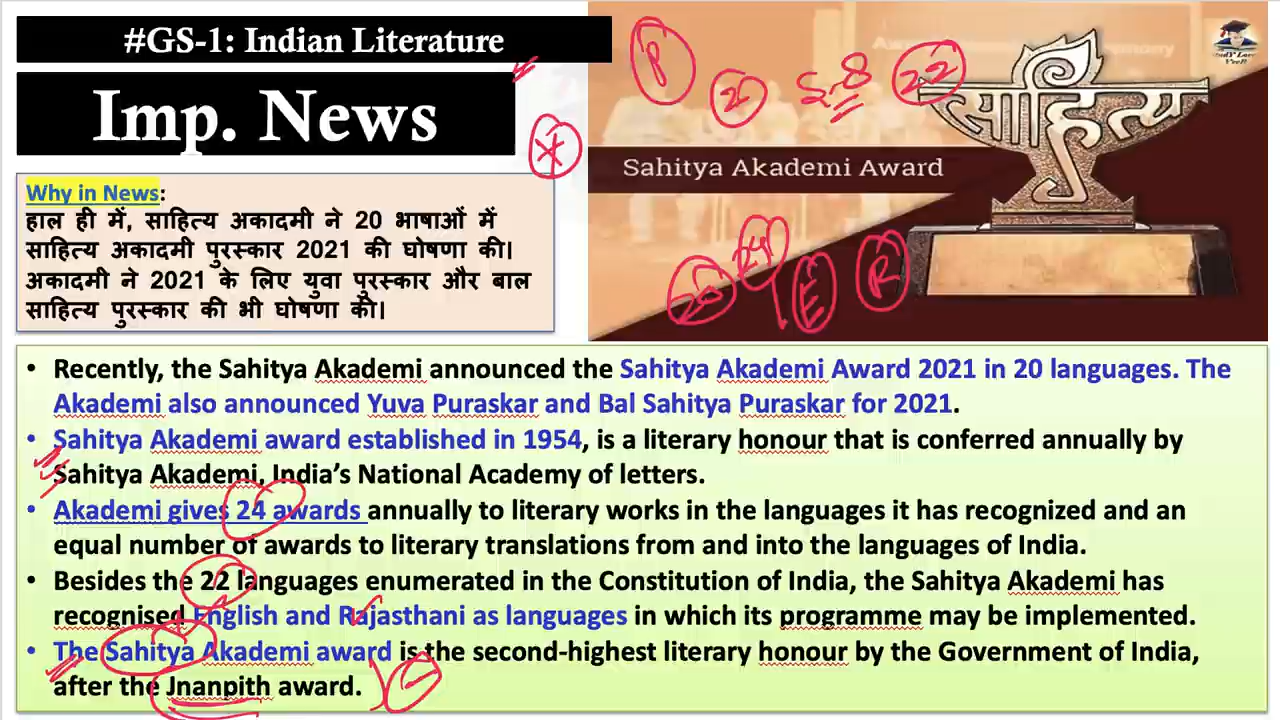 #GS-1: Indian Literature
Imp. News
Why in News:
हाल ही में, साहित्य अकादमी ने 20 भाषाओं में
साहित्य अकादमी पुरस्कार 2021 की घोषणा की।
अकादमी ने 2021 के लिए युवा पुरस्कार और बाल
साहित्य पुरस्कार की भी घोषणा की।
साहित्य
Sahitya Akademi Award
20
22
24
E
R
• Recently, the Sahitya Akademi announced the Sahitya Akademi Award 2021 in 20 languages. The
Akademi also announced Yuva Puraskar and Bal Sahitya Puraskar for 2021.
• Sahitya Akademi award established in 1954, is a literary honour that is conferred annually by
Sahitya Akademi, India's National Academy of letters.
• Akademi gives 24 awards annually to literary works in the languages it has recognized and an
equal number of awards to literary translations from and into the languages of India.
• Besides the 22 languages enumerated in the Constitution of India, the Sahitya Akademi has
recognised English and Rajasthani as languages in which its programme may be implemented.
• The Sahitya Akademi award is the second-highest literary honour by the Government of India,
after the Jnanpith award.